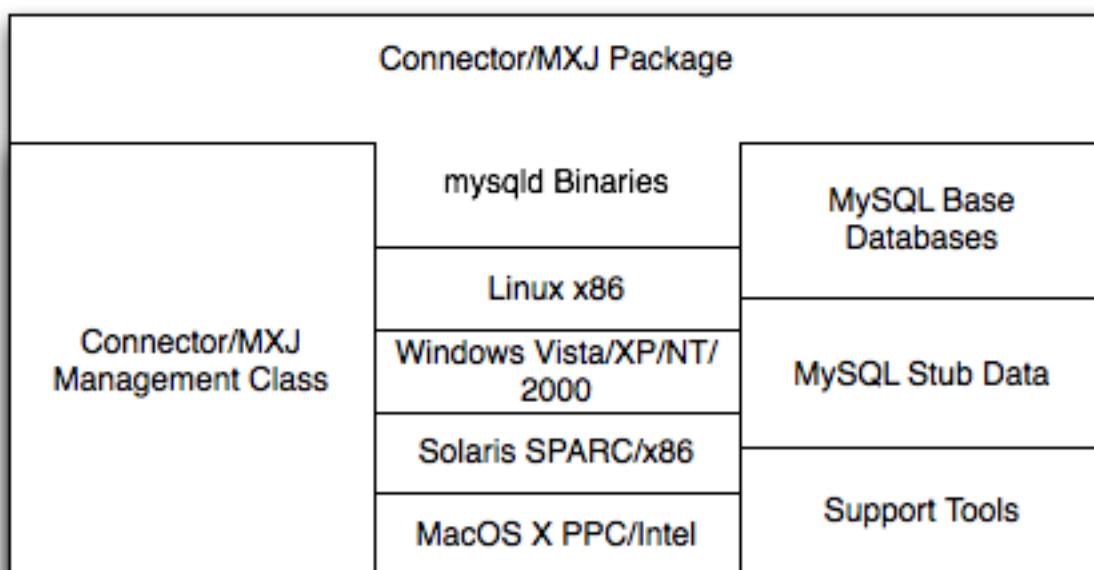 Connector/MXJ Package
Connector/MXJ
Management Class
mysqld Binaries
Linux x86
Windows Vista/XP/NT/
2000
Solaris SPARC/x86
MacOS X PPC/Intel
MySQL Base
Databases
MySQL Stub Data
Support Tools